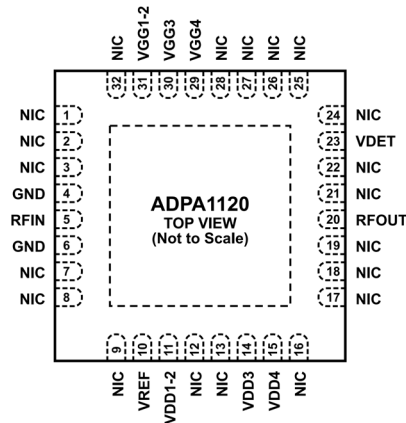 NIC VGG1-2 VGG3 VGG4 NIC NIC NIC NIC
32 31 30 29 28 27 26 25
NIC 1 24 NIC
NIC 2 23 VDET
NIC 3 22 NIC
GND 4 21 NIC
RFIN 5 20 RFOUT
GND 6 19 NIC
NIC 7 18 NIC
NIC 8 17 NIC
ADPA1120
TOP VIEW
(Not to Scale)
9 10 11 12 13 14 15 16
NIC VREF VDD1-2 NIC NIC VDD3 VDD4 NIC